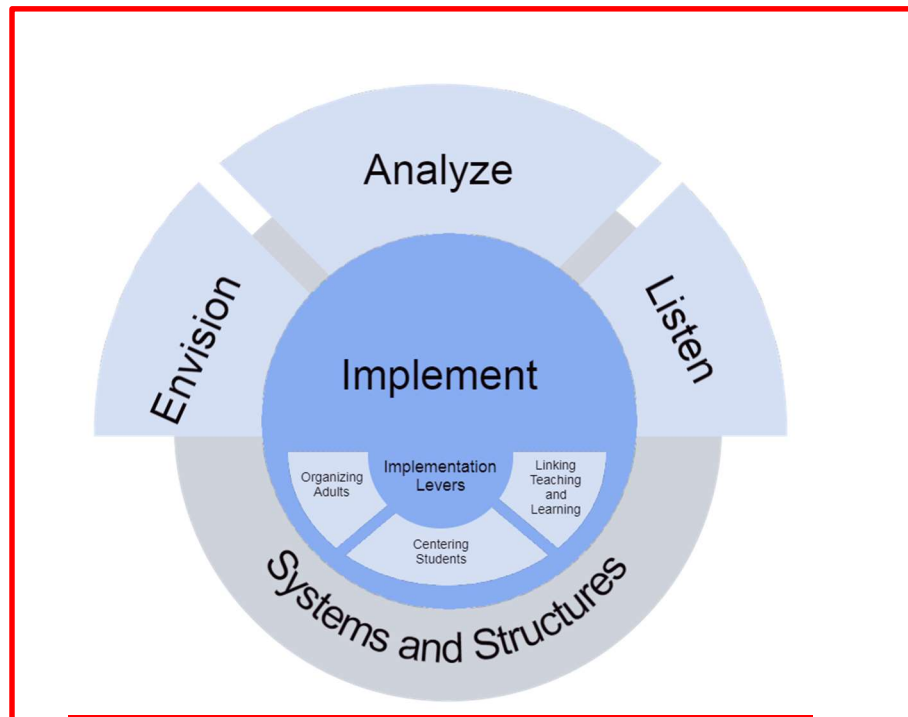 Analyze
Envision
Listen
Implement
Implementation
Levers
Organizing
Adults
Linking
Teaching
and
Learning
Centering
Students
Systems and Structures